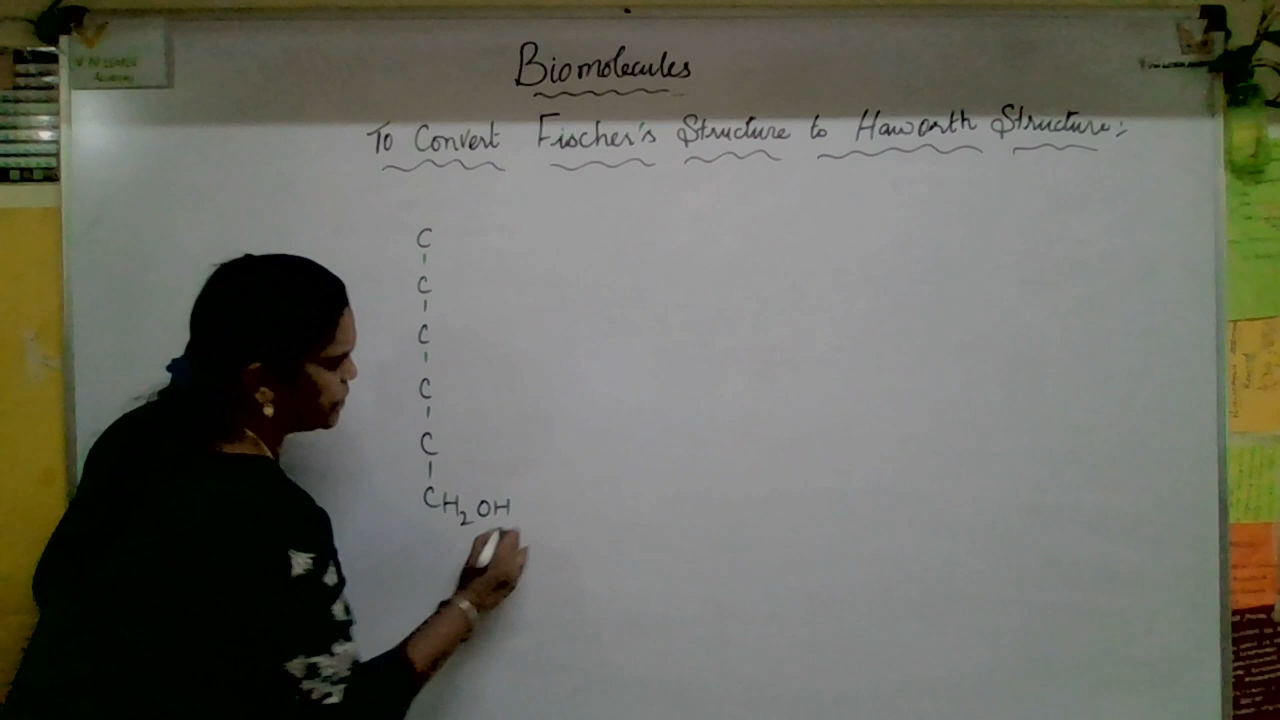 Biomolecules
To Convert Fischer's Structure to Haworth Structure:-
C
C
C
C
C
CH2OH